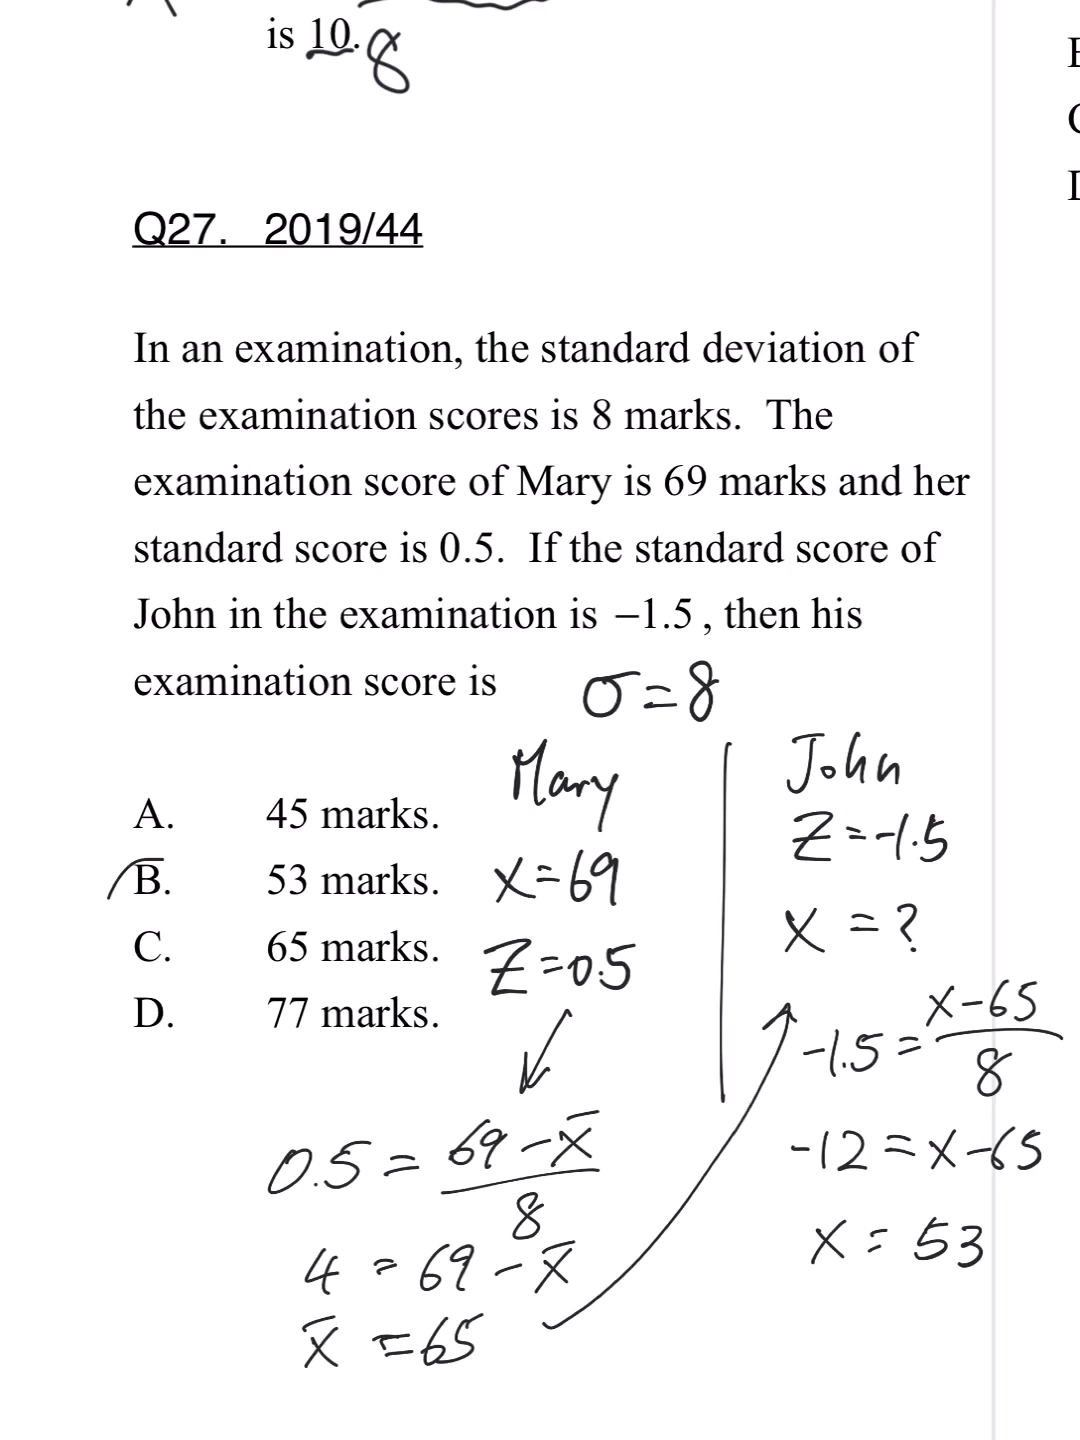 is 10.
8
Q27. 2019/44
In an examination, the standard deviation of
the examination scores is 8 marks. The
examination score of Mary is 69 marks and her
standard score is 0.5. If the standard score of
John in the examination is −1.5 , then his
examination score is
σ=8
A. 45 marks.
B. 53 marks.
C. 65 marks.
D. 77 marks.
Mary
x=69
Z=0.5
0.5 = (69 - x̄)/8
4 = 69 - x̄
x̄ = 65
John
Z=-1.5
x = ?
-1.5 = (x-65)/8
-12 = x-65
x = 53